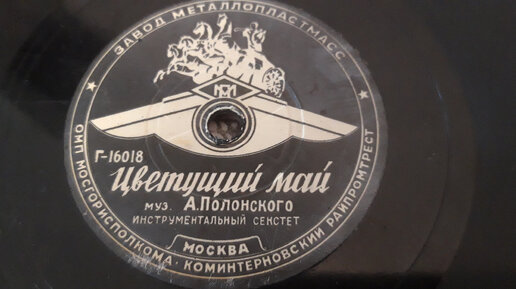 ЗАВОД МЕТАЛЛОПЛАСТМАСС
Г-16018
Цветущий май
МУЗ. А. ПОЛОНСКОГО
ИНСТРУМЕНТАЛЬНЫЙ СЕКСТЕТ
МОСКВА
ОМП МОСГОРИСПОЛКОМА · КОМИНТЕРНОВСКИЙ РАЙПРОМТРЕСТ